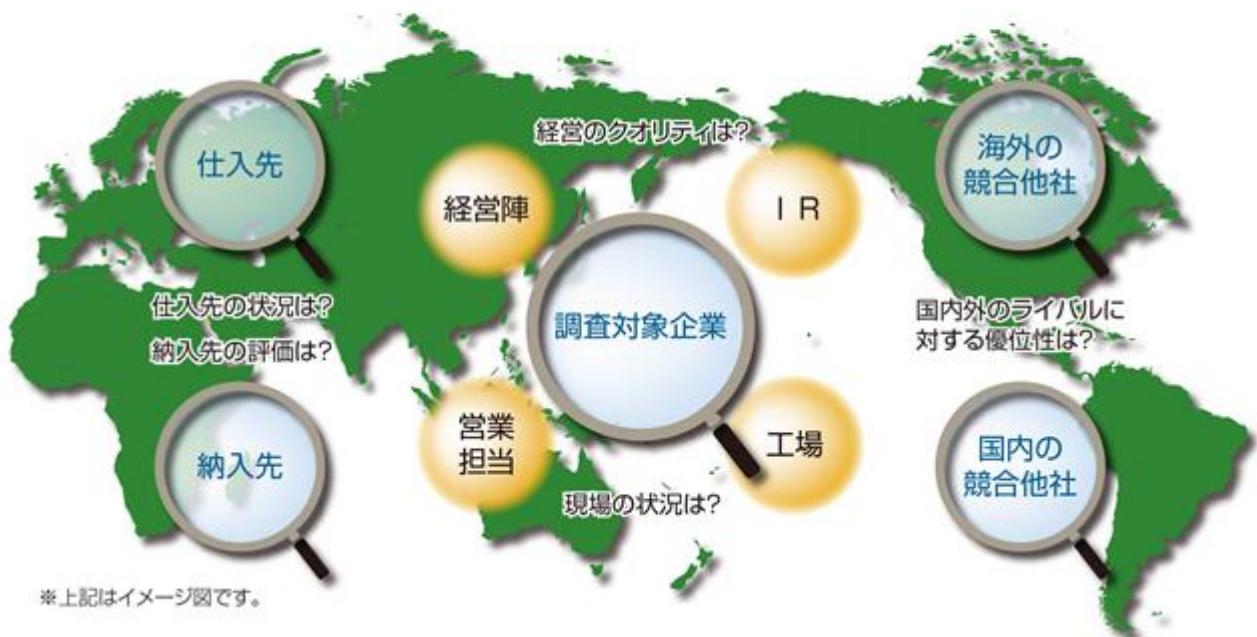 経営のクオリティは?
仕入先
経営陣
ＩＲ
海外の
競合他社
仕入先の状況は?
納入先の評価は?
調査対象企業
国内外のライバルに
対する優位性は?
納入先
営業
担当
工場
国内の
競合他社
現場の状況は?
※上記はイメージ図です。